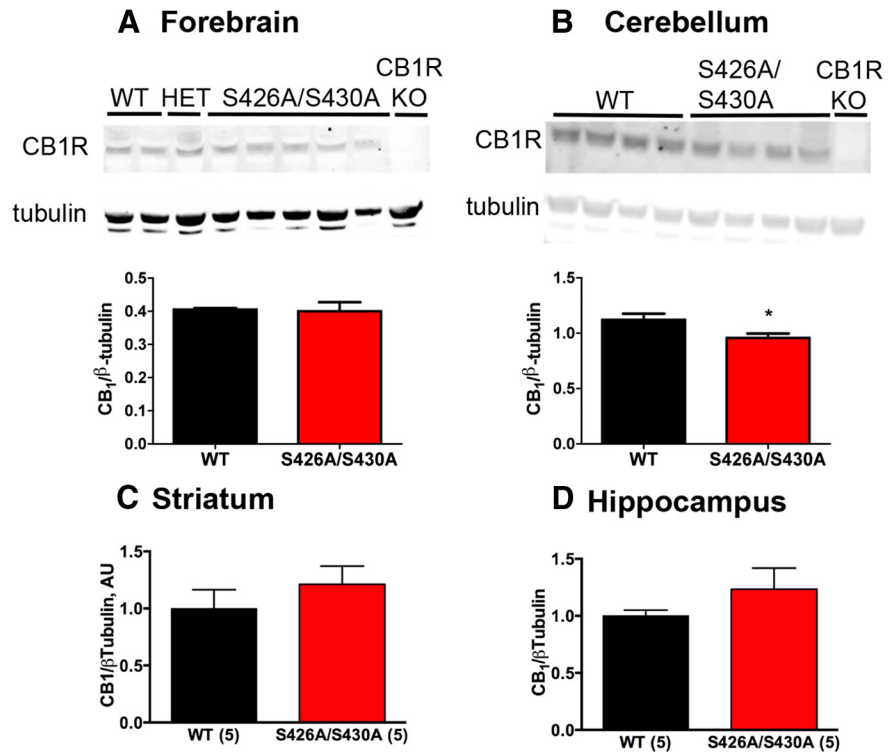 A Forebrain
CB1R
WT HET S426A/S430A KO
CB1R
tubulin
0.5
0.4
0.3
0.2
0.1
0.0
CB₁/β-tubulin
WT S426A/S430A
B Cerebellum
S426A/ CB1R
WT S430A KO
CB1R
tubulin
1.5
1.0
0.5
0.0
CB₁/β-tubulin
*
WT S426A/S430A
C Striatum
1.5
1.0
0.5
0.0
CB1/βTubulin, AU
WT (5) S426A/S430A (5)
D Hippocampus
1.5
1.0
0.5
0.0
CB₁/βTubulin
WT (5) S426A/S430A (5)